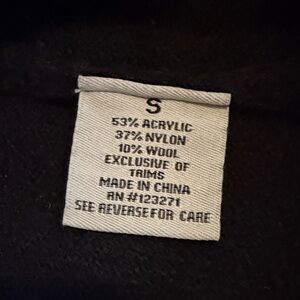 S
53% ACRYLIC
37% NYLON
10% WOOL
EXCLUSIVE OF
TRIMS
MADE IN CHINA
RN #123271
SEE REVERSE FOR CARE